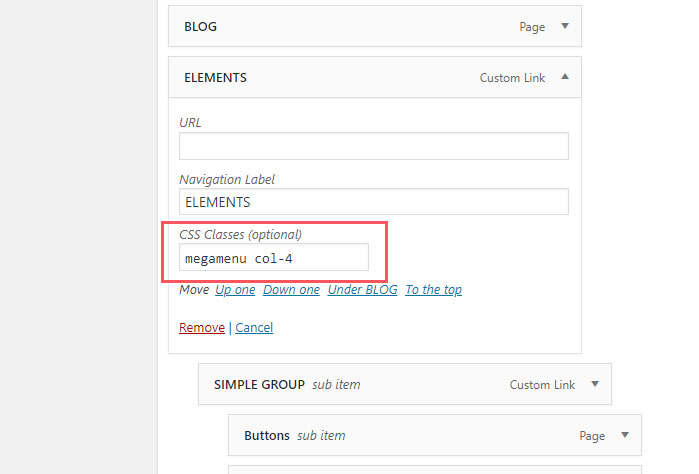 BLOG Page
ELEMENTS Custom Link
URL
Navigation Label
ELEMENTS
CSS Classes (optional)
megamenu col-4
Move Up one Down one Under BLOG To the top
Remove | Cancel
SIMPLE GROUP sub item Custom Link
Buttons sub item Page